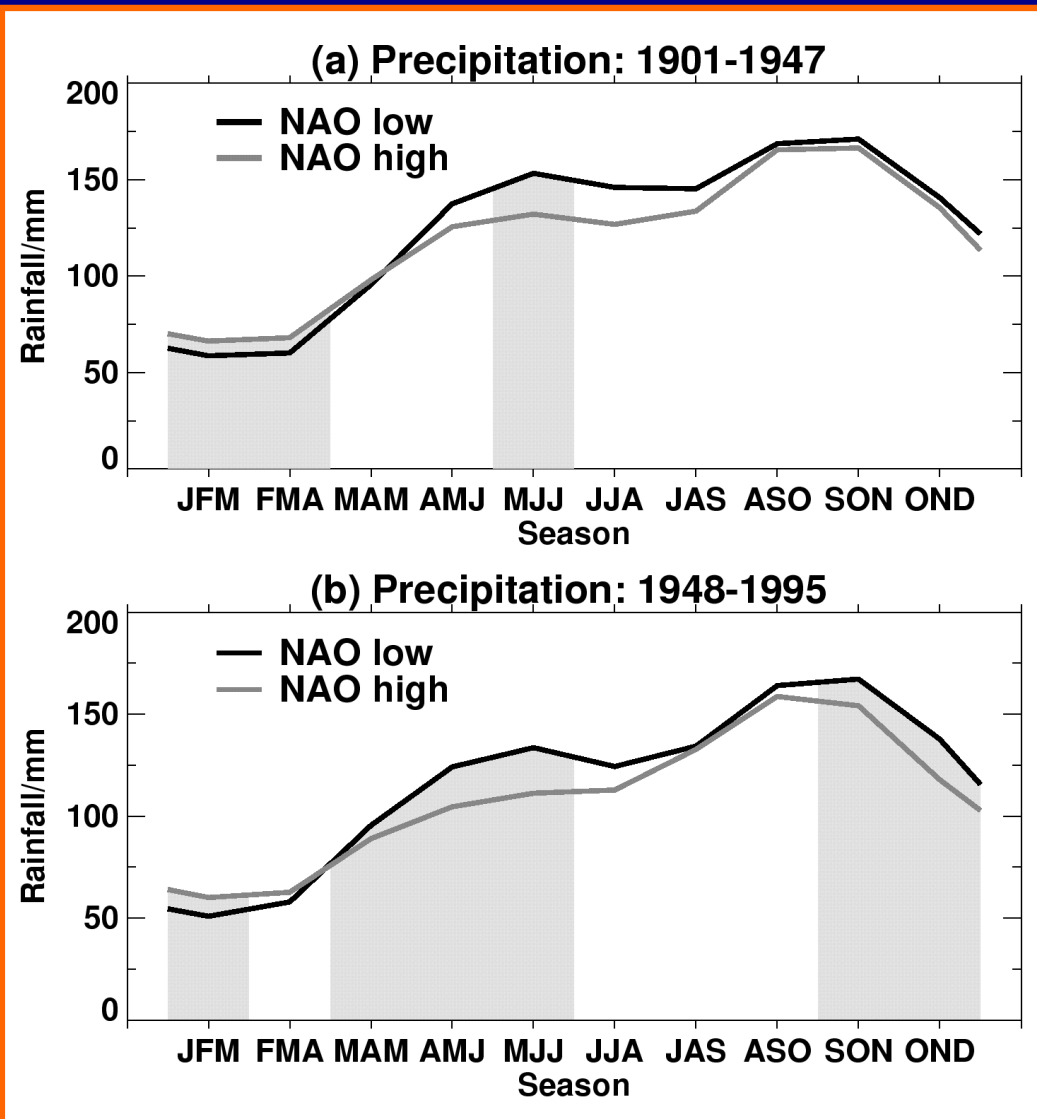 (a) Precipitation: 1901-1947
200
150
100
50
0
Rainfall/mm
NAO low
NAO high
JFM FMA MAM AMJ MJJ JJA JAS ASO SON OND
Season
(b) Precipitation: 1948-1995
200
150
100
50
0
Rainfall/mm
NAO low
NAO high
JFM FMA MAM AMJ MJJ JJA JAS ASO SON OND
Season